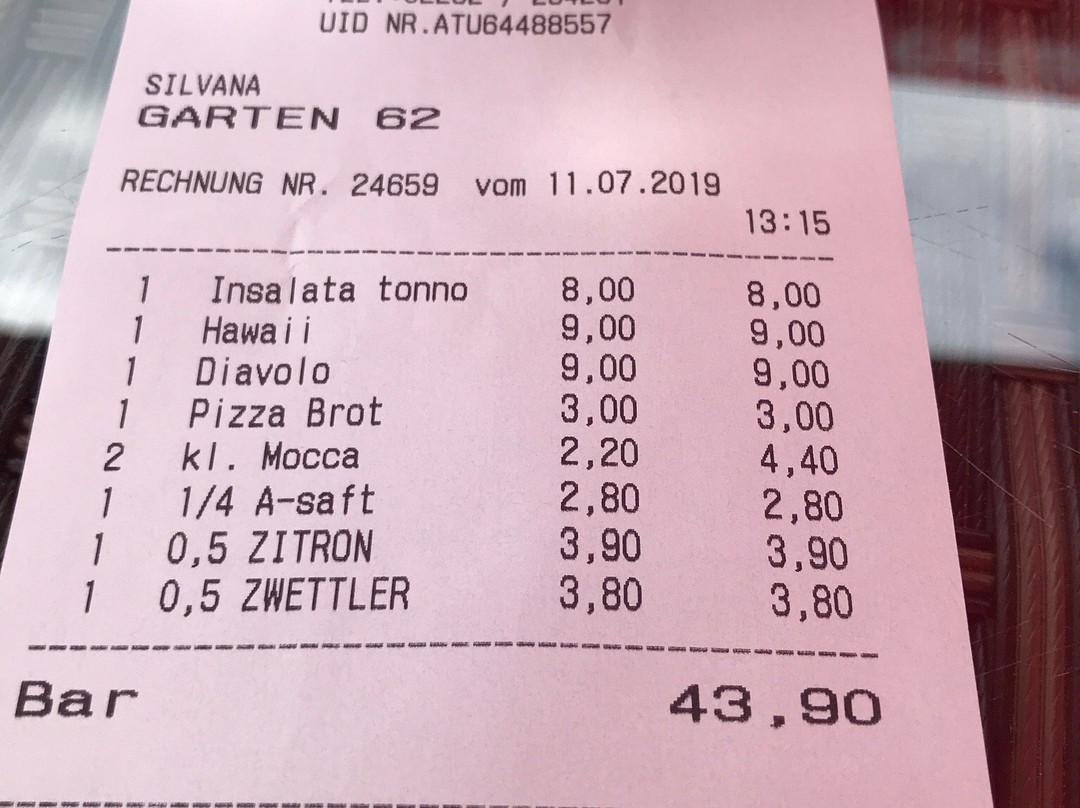 UID NR.ATU64488557
SILVANA
GARTEN 62
RECHNUNG NR. 24659 vom 11.07.2019
13:15
1 Insalata tonno 8,00 8,00
1 Hawaii 9,00 9,00
1 Diavolo 9,00 9,00
1 Pizza Brot 3,00 3,00
2 kl. Mocca 2,20 4,40
1 1/4 A-saft 2,80 2,80
1 0,5 ZITRON 3,90 3,90
1 0,5 ZWETTLER 3,80 3,80
Bar 43,90